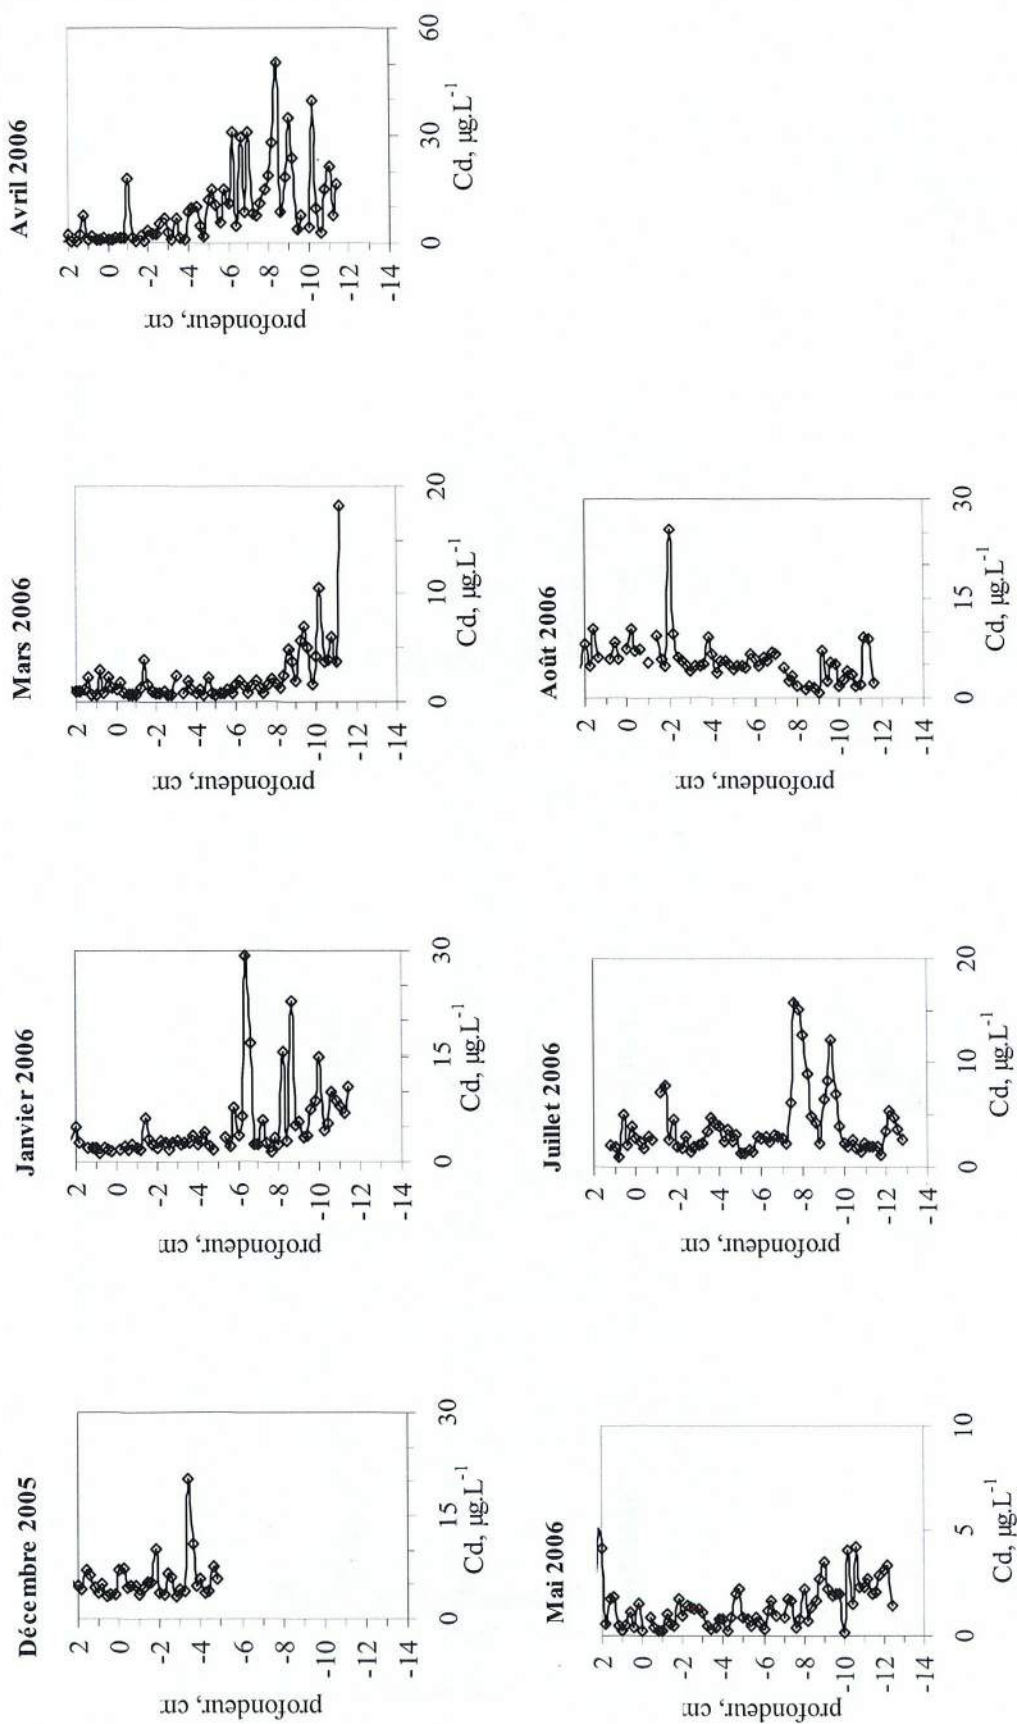 Décembre 2005
profondeur, cm
2
0
-2
-4
-6
-8
-10
-12
-14
0 15 30
Cd, µg.L⁻¹
Janvier 2006
profondeur, cm
2
0
-2
-4
-6
-8
-10
-12
-14
0 15 30
Cd, µg.L⁻¹
Mars 2006
profondeur, cm
2
0
-2
-4
-6
-8
-10
-12
-14
0 10 20
Cd, µg.L⁻¹
Avril 2006
profondeur, cm
2
0
-2
-4
-6
-8
-10
-12
-14
0 30 60
Cd, µg.L⁻¹
Mai 2006
profondeur, cm
2
0
-2
-4
-6
-8
-10
-12
-14
0 5 10
Cd, µg.L⁻¹
Juillet 2006
profondeur, cm
2
0
-2
-4
-6
-8
-10
-12
-14
0 10 20
Cd, µg.L⁻¹
Août 2006
profondeur, cm
2
0
-2
-4
-6
-8
-10
-12
-14
0 15 30
Cd, µg.L⁻¹